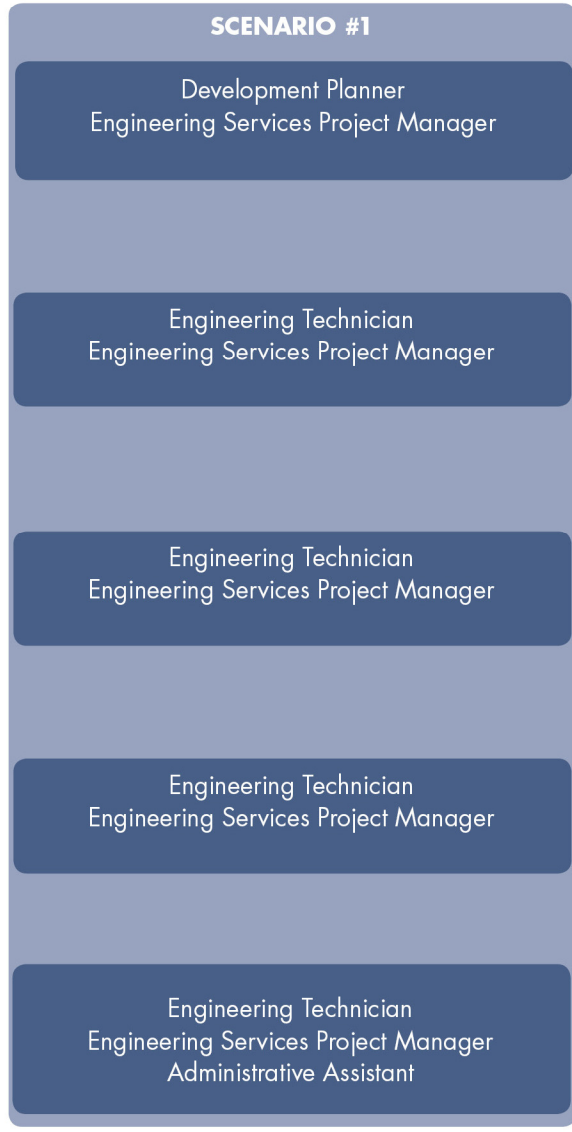 SCENARIO #1
Development Planner
Engineering Services Project Manager
Engineering Technician
Engineering Services Project Manager
Engineering Technician
Engineering Services Project Manager
Engineering Technician
Engineering Services Project Manager
Engineering Technician
Engineering Services Project Manager
Administrative Assistant